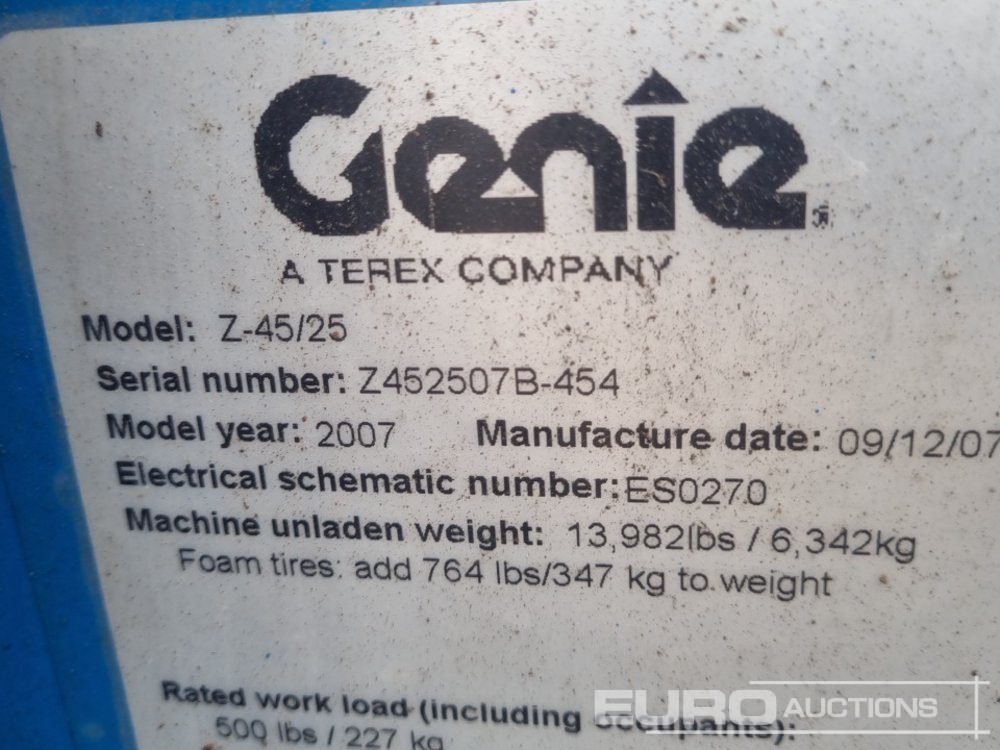 Genie
A TEREX COMPANY
Model: Z-45/25
Serial number: Z452507B-454
Model year: 2007 Manufacture date: 09/12/07
Electrical schematic number:ES0270
Machine unladen weight: 13,982lbs / 6,342kg
Foam tires: add 764 lbs/347 kg to weight
Rated work load (including occupants):
500 lbs / 227 kg
EURO AUCTIONS